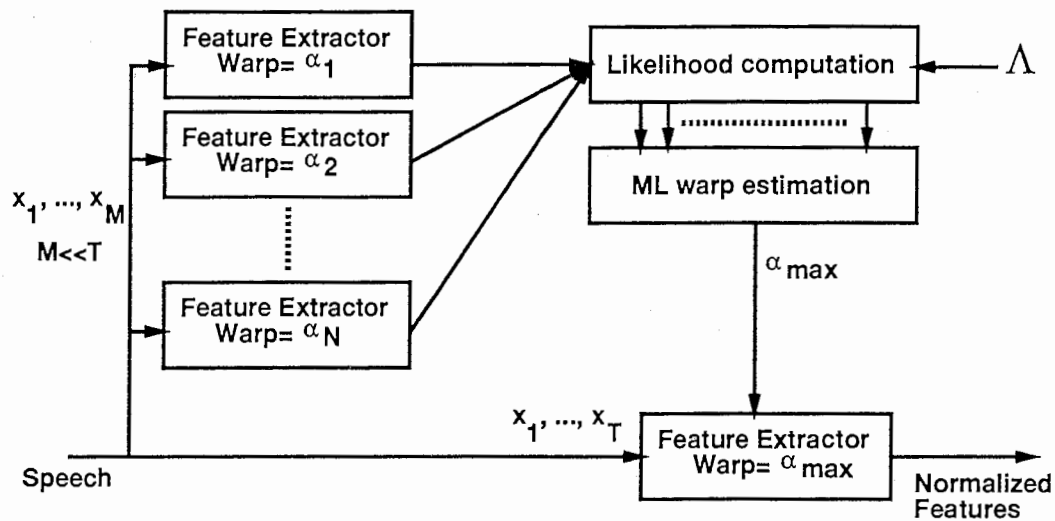 Feature Extractor
Warp= α1
Feature Extractor
Warp= α2
Feature Extractor
Warp= αN
x1, ..., xM
M<<T
Likelihood computation
Λ
ML warp estimation
αmax
x1, ..., xT
Feature Extractor
Warp= αmax
Speech
Normalized
Features